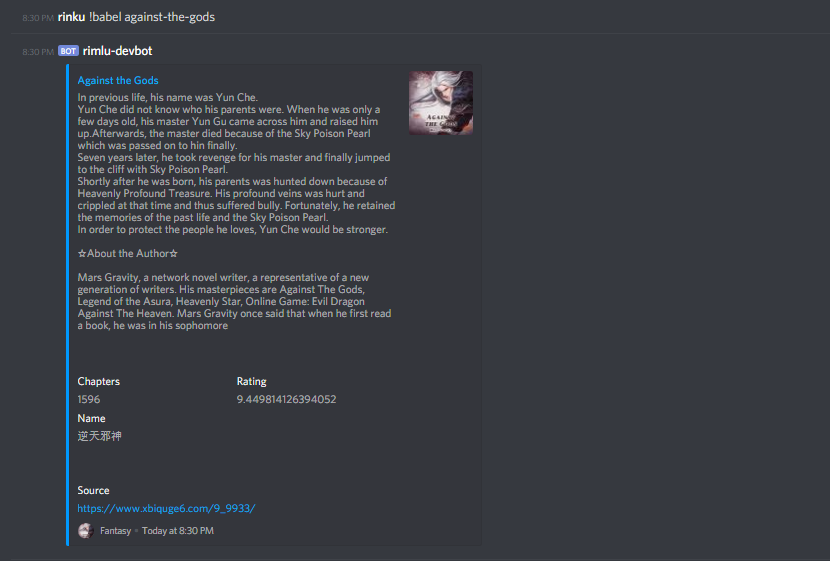 8:30 PM rinku !babel against-the-gods
8:30 PM BOT rimlu-devbot
Against the Gods
In previous life, his name was Yun Che.
Yun Che did not know who his parents were. When he was only a
few days old, his master Yun Gu came across him and raised him
up.Afterwards, the master died because of the Sky Poison Pearl
which was passed on to hin finally.
Seven years later, he took revenge for his master and finally jumped
to the cliff with Sky Poison Pearl.
Shortly after he was born, his parents was hunted down because of
Heavenly Profound Treasure. His profound veins was hurt and
crippled at that time and thus suffered bully. Fortunately, he retained
the memories of the past life and the Sky Poison Pearl.
In order to protect the people he loves, Yun Che would be stronger.
☆About the Author☆
Mars Gravity, a network novel writer, a representative of a new
generation of writers. His masterpieces are Against The Gods,
Legend of the Asura, Heavenly Star, Online Game: Evil Dragon
Against The Heaven. Mars Gravity once said that when he first read
a book, he was in his sophomore
AGAINST
THE GODS
Chapters
1596
Rating
9.449814126394052
Name
逆天邪神
Source
https://www.xbiquge6.com/9_9933/
Fantasy • Today at 8:30 PM